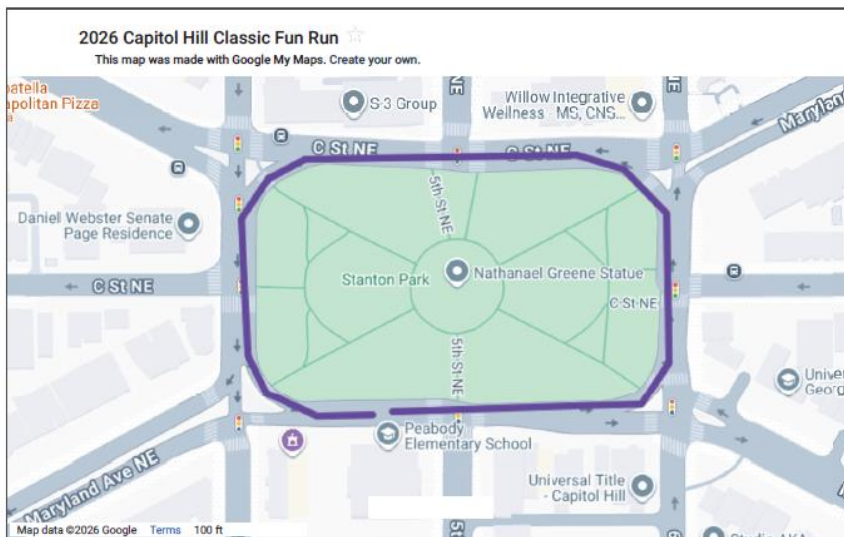 2026 Capitol Hill Classic Fun Run
This map was made with Google My Maps. Create your own.
apolitan Pizza
S-3 Group
Willow Integrative
Wellness - MS, CNS...
Maryland
C St NE
C St NE
5th St NE
Daniel Webster Senate
Page Residence
Stanton Park
Nathanael Greene Statue
C St NE
C St NE
5th St NE
Peabody
Elementary School
Maryland Ave NE
Universal Title
- Capitol Hill
Map data ©2026 Google Terms 100 ft